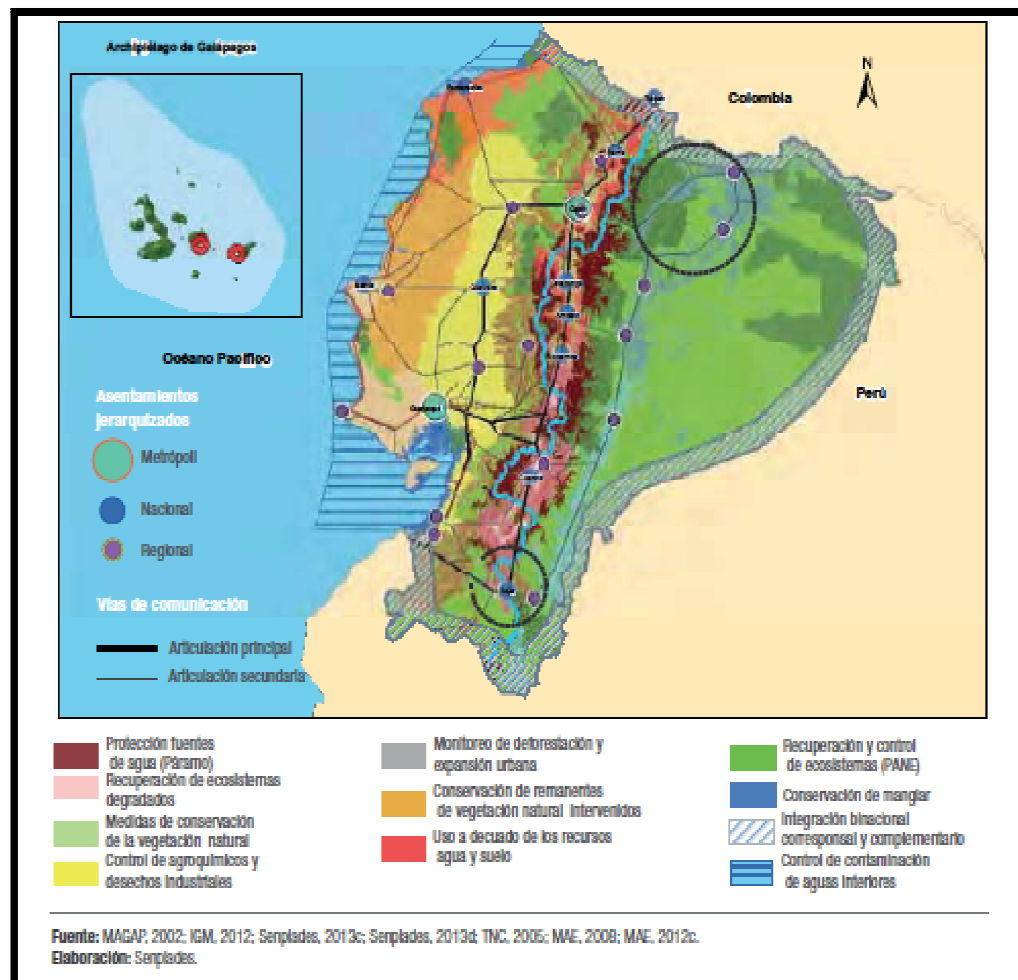 Archipiélago de Galápagos
N
Colombia
Océano Pacífico
Perú
Asentamientos
jerarquizados
Metrópoli
Nacional
Regional
Vías de comunicación
Articulación principal
Articulación secundaria
Protección fuentes
de agua (Páramo)
Recuperación de ecosistemas
degradados
Medidas de conservación
de la vegetación natural
Control de agroquímicos y
desechos industriales
Monitoreo de deforestación y
expansión urbana
Conservación de remanentes
de vegetación natural intervenidos
Uso a decuado de los recursos
agua y suelo
Recuperación y control
de ecosistemas (PANE)
Conservación de manglar
Integración binacional
corresponsal y complementario
Control de contaminación
de aguas interiores
Fuente: MAGAP, 2002; IGM, 2012; Senplades, 2013c; Senplades, 2013d; TNC, 2005; MAE, 2008; MAE, 2012c.
Elaboración: Senplades.